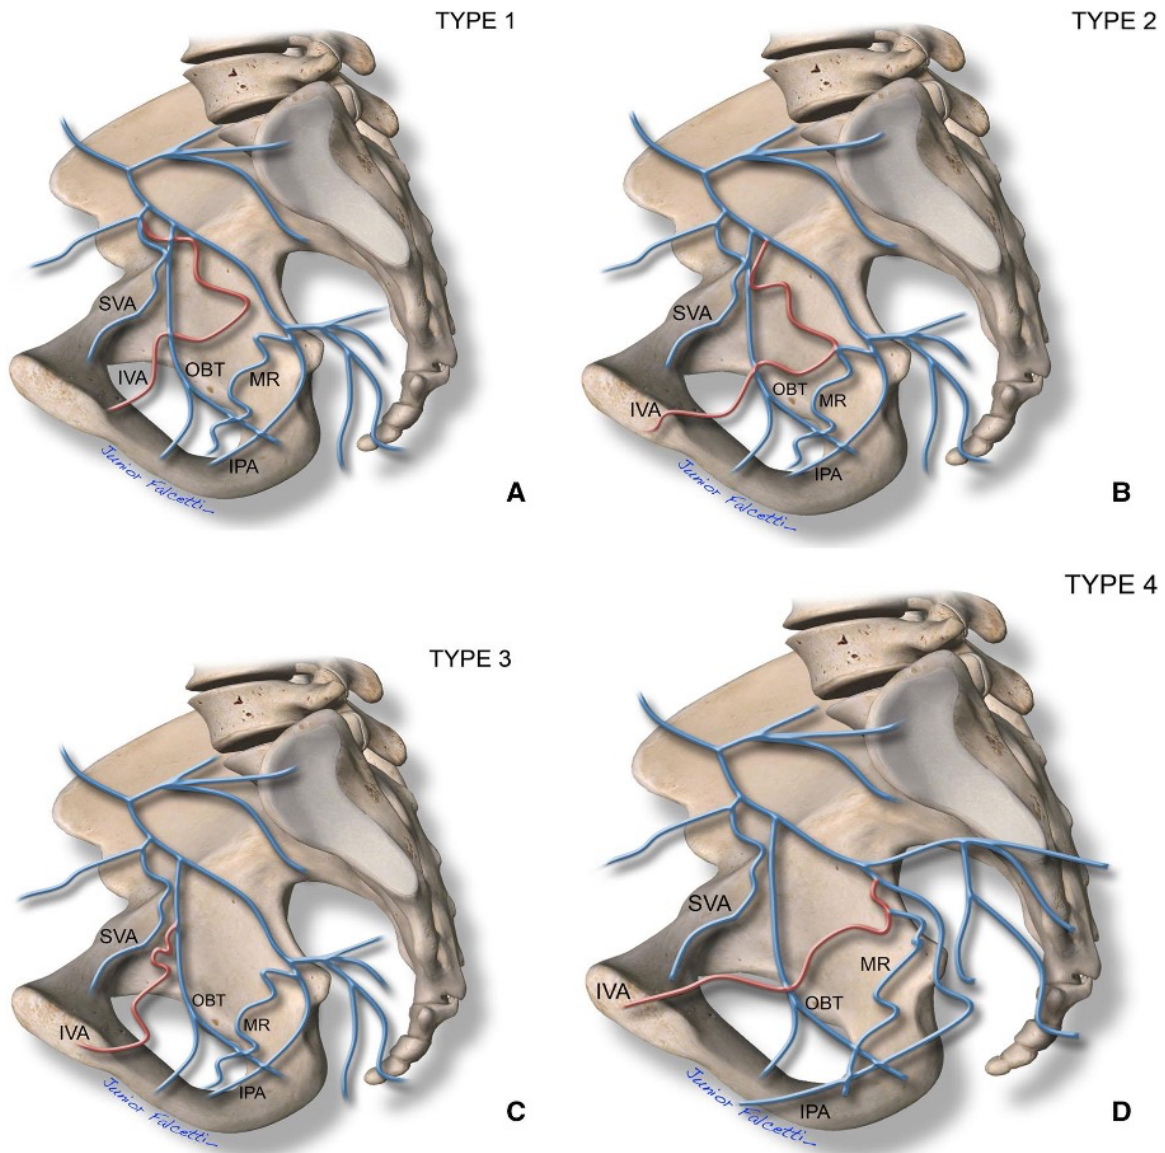 TYPE 1
SVA
IVA
OBT
MR
IPA
Junior Falcetti
A
TYPE 2
SVA
IVA
OBT
MR
IPA
Junior Falcetti
B
TYPE 3
SVA
IVA
OBT
MR
IPA
Junior Falcetti
C
TYPE 4
SVA
IVA
OBT
MR
IPA
Junior Falcetti
D